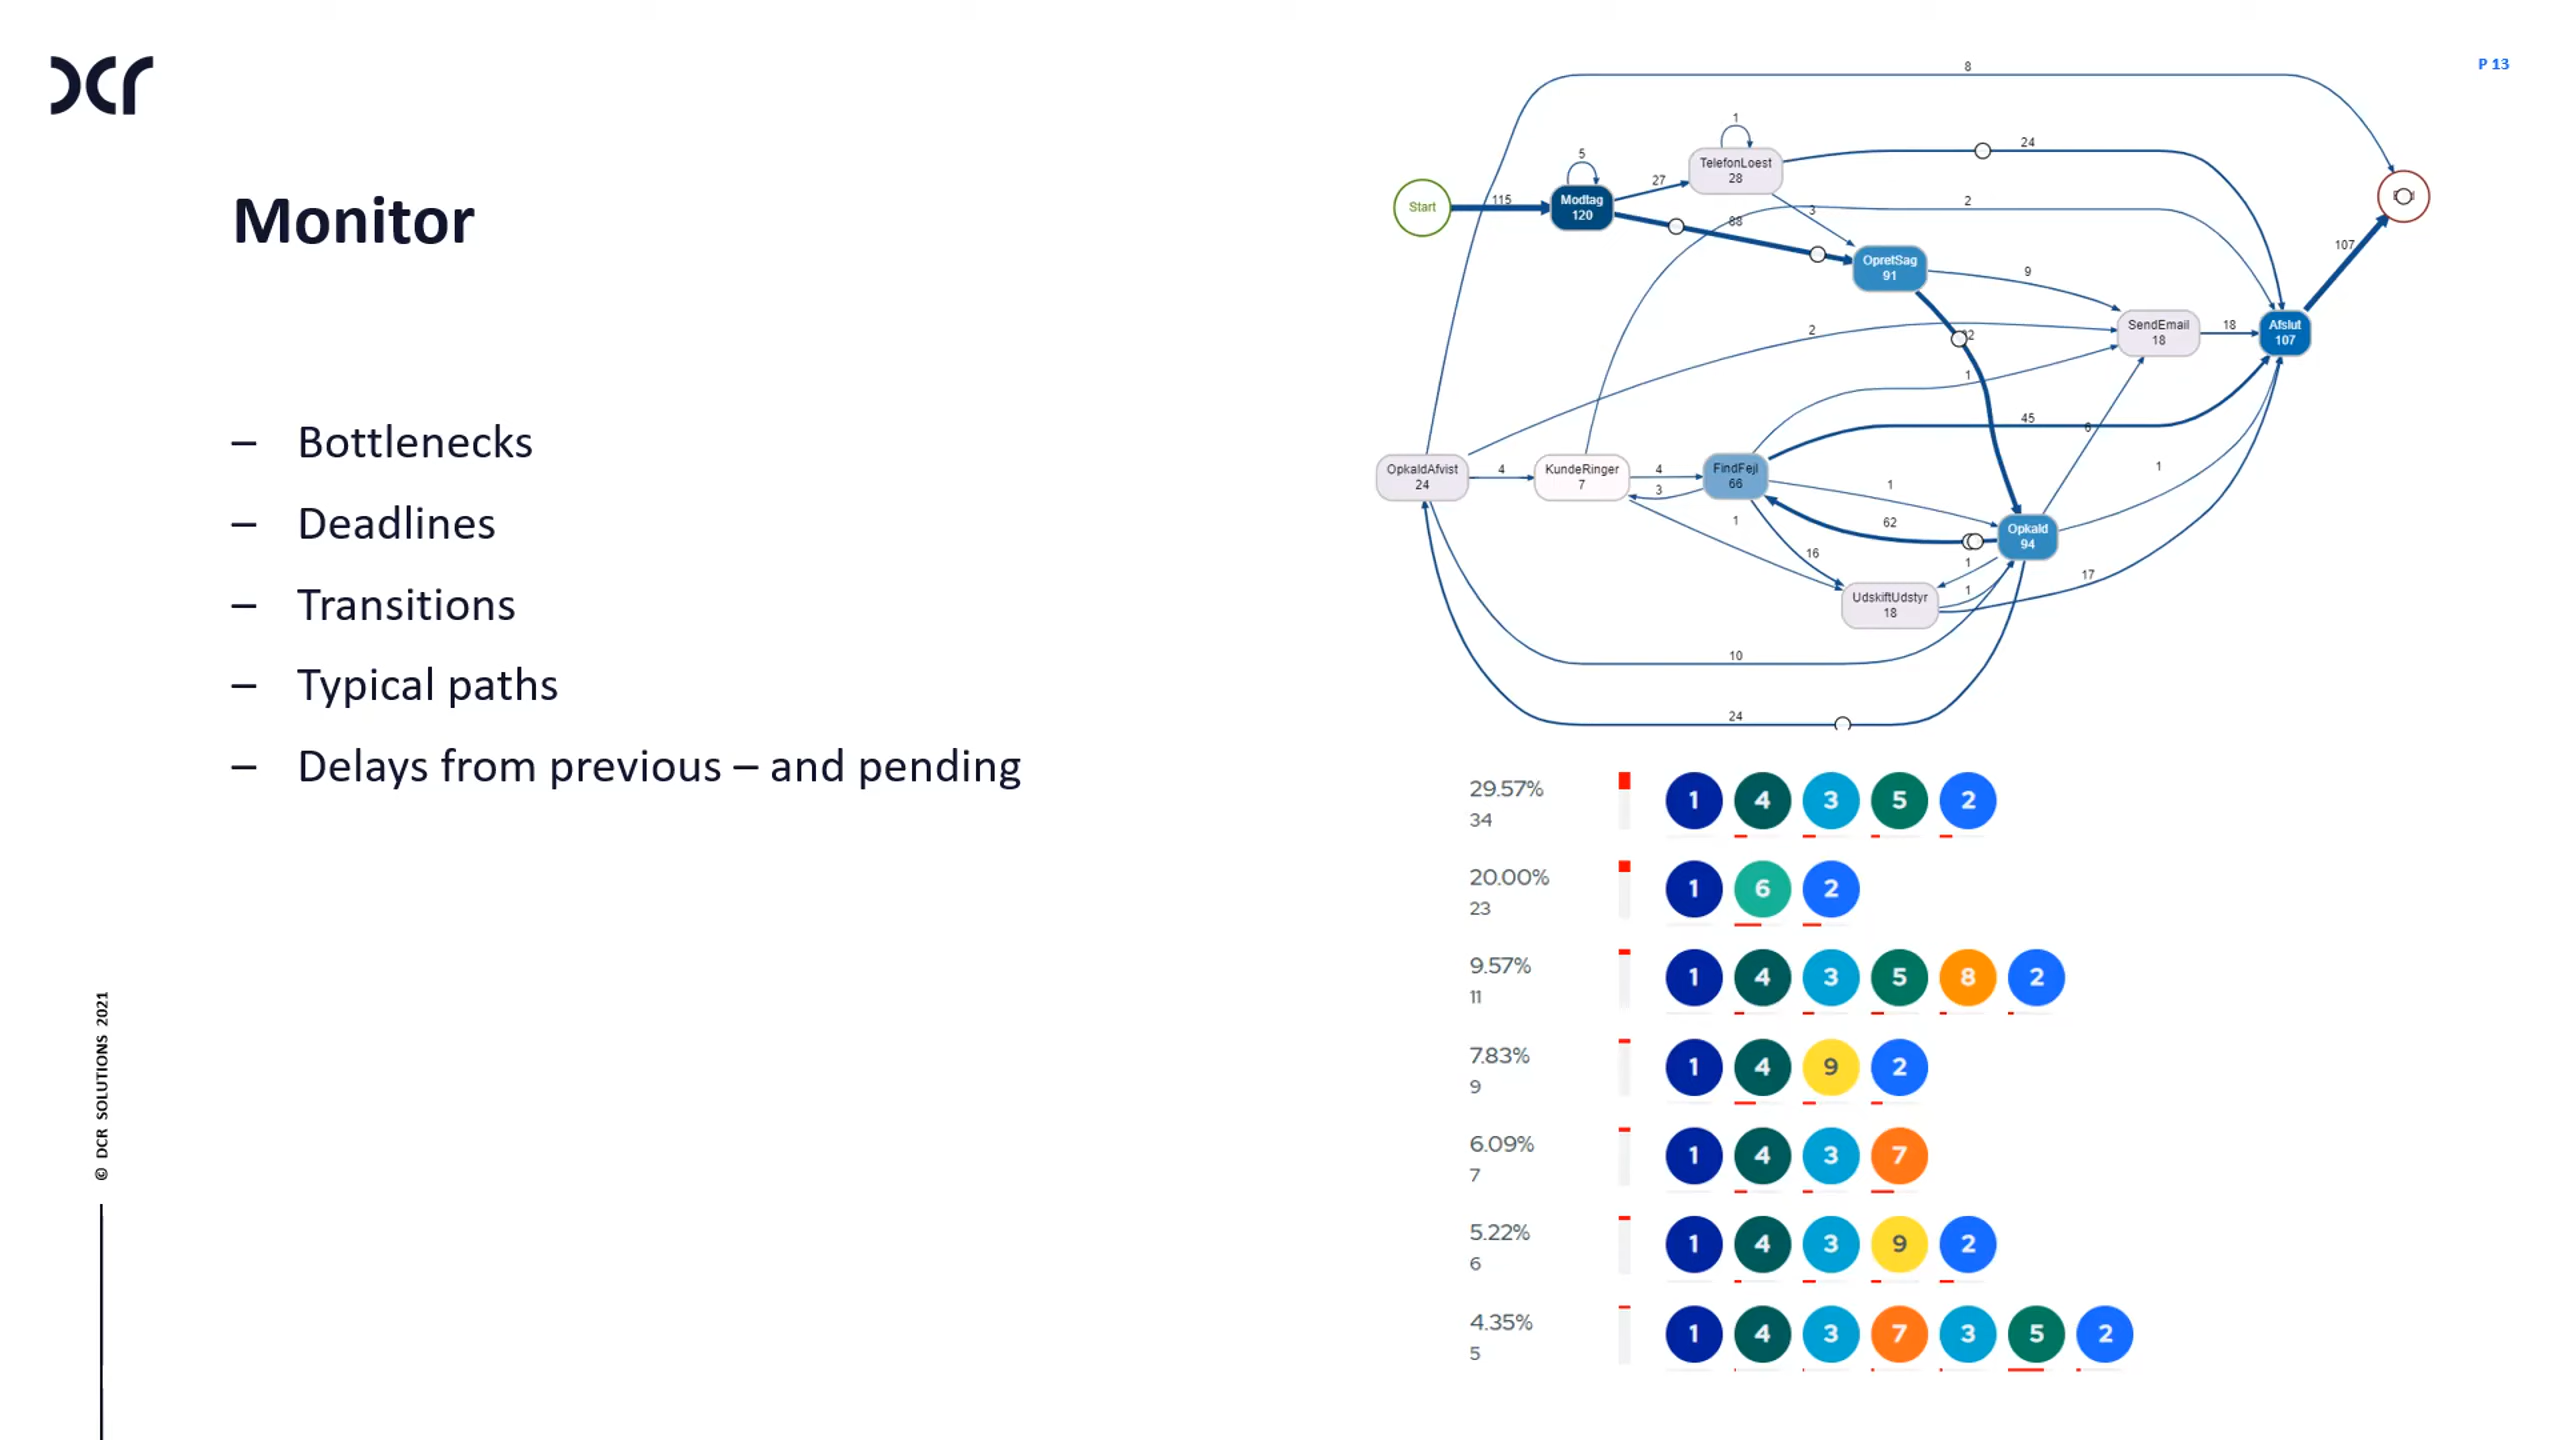 P 13
Monitor
– Bottlenecks
– Deadlines
– Transitions
– Typical paths
– Delays from previous – and pending
© DCR SOLUTIONS 2021
8
1
24
5
TelefonLoest
28
27
Start
115
Modtag
120
3
2
88
107
OpretSag
91
9
2
SendEmail
18
18
Afslut
107
1
45
6
OpkaldAfvist
24
4
KundeRinger
7
4
3
FindFejl
66
1
1
1
62
Opkald
94
16
1
1
17
UdskiftUdstyr
18
10
24
29.57%
34
1 4 3 5 2
20.00%
23
1 6 2
9.57%
11
1 4 3 5 8 2
7.83%
9
1 4 9 2
6.09%
7
1 4 3 7
5.22%
6
1 4 3 9 2
4.35%
5
1 4 3 7 3 5 2